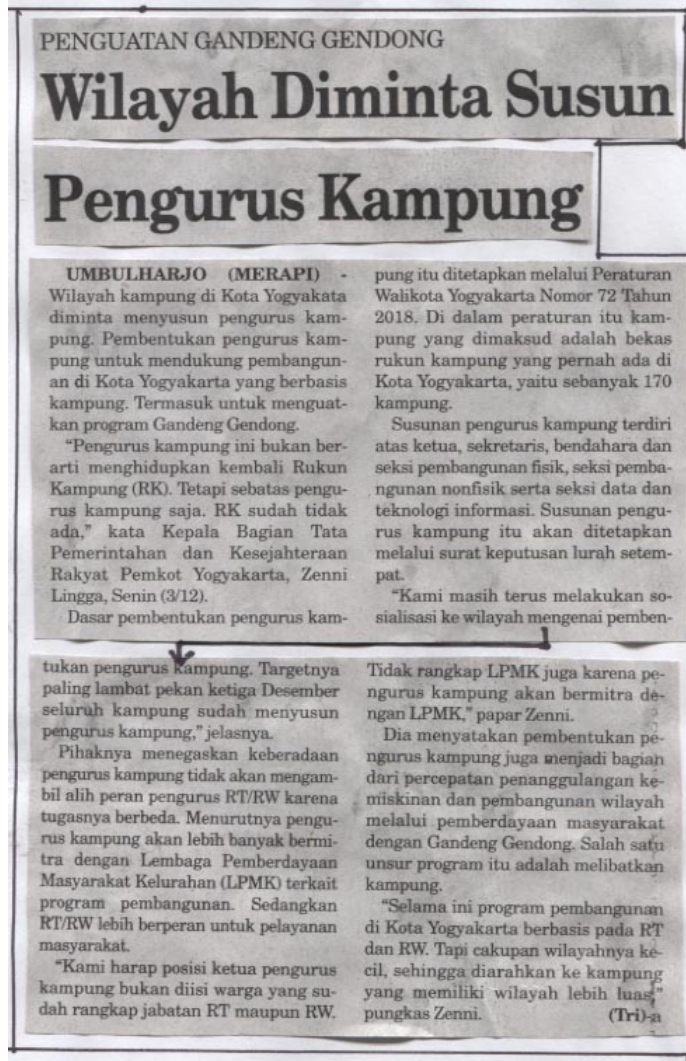 PENGUATAN GANDENG GENDONG
Wilayah Diminta Susun
Pengurus Kampung
UMBULHARJO (MERAPI) -
Wilayah kampung di Kota Yogyakata
diminta menyusun pengurus kam-
pung. Pembentukan pengurus kam-
pung untuk mendukung pembangun-
an di Kota Yogyakarta yang berbasis
kampung. Termasuk untuk menguat-
kan program Gandeng Gendong.
“Pengurus kampung ini bukan ber-
arti menghidupkan kembali Rukun
Kampung (RK). Tetapi sebatas pengu-
rus kampung saja. RK sudah tidak
ada,” kata Kepala Bagian Tata
Pemerintahan dan Kesejahteraan
Rakyat Pemkot Yogyakarta, Zenni
Lingga, Senin (3/12).
Dasar pembentukan pengurus kam-
pung itu ditetapkan melalui Peraturan
Walikota Yogyakarta Nomor 72 Tahun
2018. Di dalam peraturan itu kam-
pung yang dimaksud adalah bekas
rukun kampung yang pernah ada di
Kota Yogyakarta, yaitu sebanyak 170
kampung.
Susunan pengurus kampung terdiri
atas ketua, sekretaris, bendahara dan
seksi pembangunan fisik, seksi pemba-
ngunan nonfisik serta seksi data dan
teknologi informasi. Susunan pengu-
rus kampung itu akan ditetapkan
melalui surat keputusan lurah setem-
pat.
“Kami masih terus melakukan so-
sialisasi ke wilayah mengenai pemben-
tukan pengurus kampung. Targetnya
paling lambat pekan ketiga Desember
seluruh kampung sudah menyusun
pengurus kampung,” jelasnya.
Pihaknya menegaskan keberadaan
pengurus kampung tidak akan mengam-
bil alih peran pengurus RT/RW karena
tugasnya berbeda. Menurutnya pengu-
rus kampung akan lebih banyak bermi-
tra dengan Lembaga Pemberdayaan
Masyarakat Kelurahan (LPMK) terkait
program pembangunan. Sedangkan
RT/RW lebih berperan untuk pelayanan
masyarakat.
“Kami harap posisi ketua pengurus
kampung bukan diisi warga yang su-
dah rangkap jabatan RT maupun RW.
Tidak rangkap LPMK juga karena pe-
ngurus kampung akan bermitra de-
ngan LPMK,” papar Zenni.
Dia menyatakan pembentukan pe-
ngurus kampung juga menjadi bagian
dari percepatan penanggulangan ke-
miskinan dan pembangunan wilayah
melalui pemberdayaan masyarakat
dengan Gandeng Gendong. Salah satu
unsur program itu adalah melibatkan
kampung.
“Selama ini program pembangunan
di Kota Yogyakarta berbasis pada RT
dan RW. Tapi cakupan wilayahnya ke-
cil, sehingga diarahkan ke kampung
yang memiliki wilayah lebih luas,”
pungkas Zenni. (Tri)-a